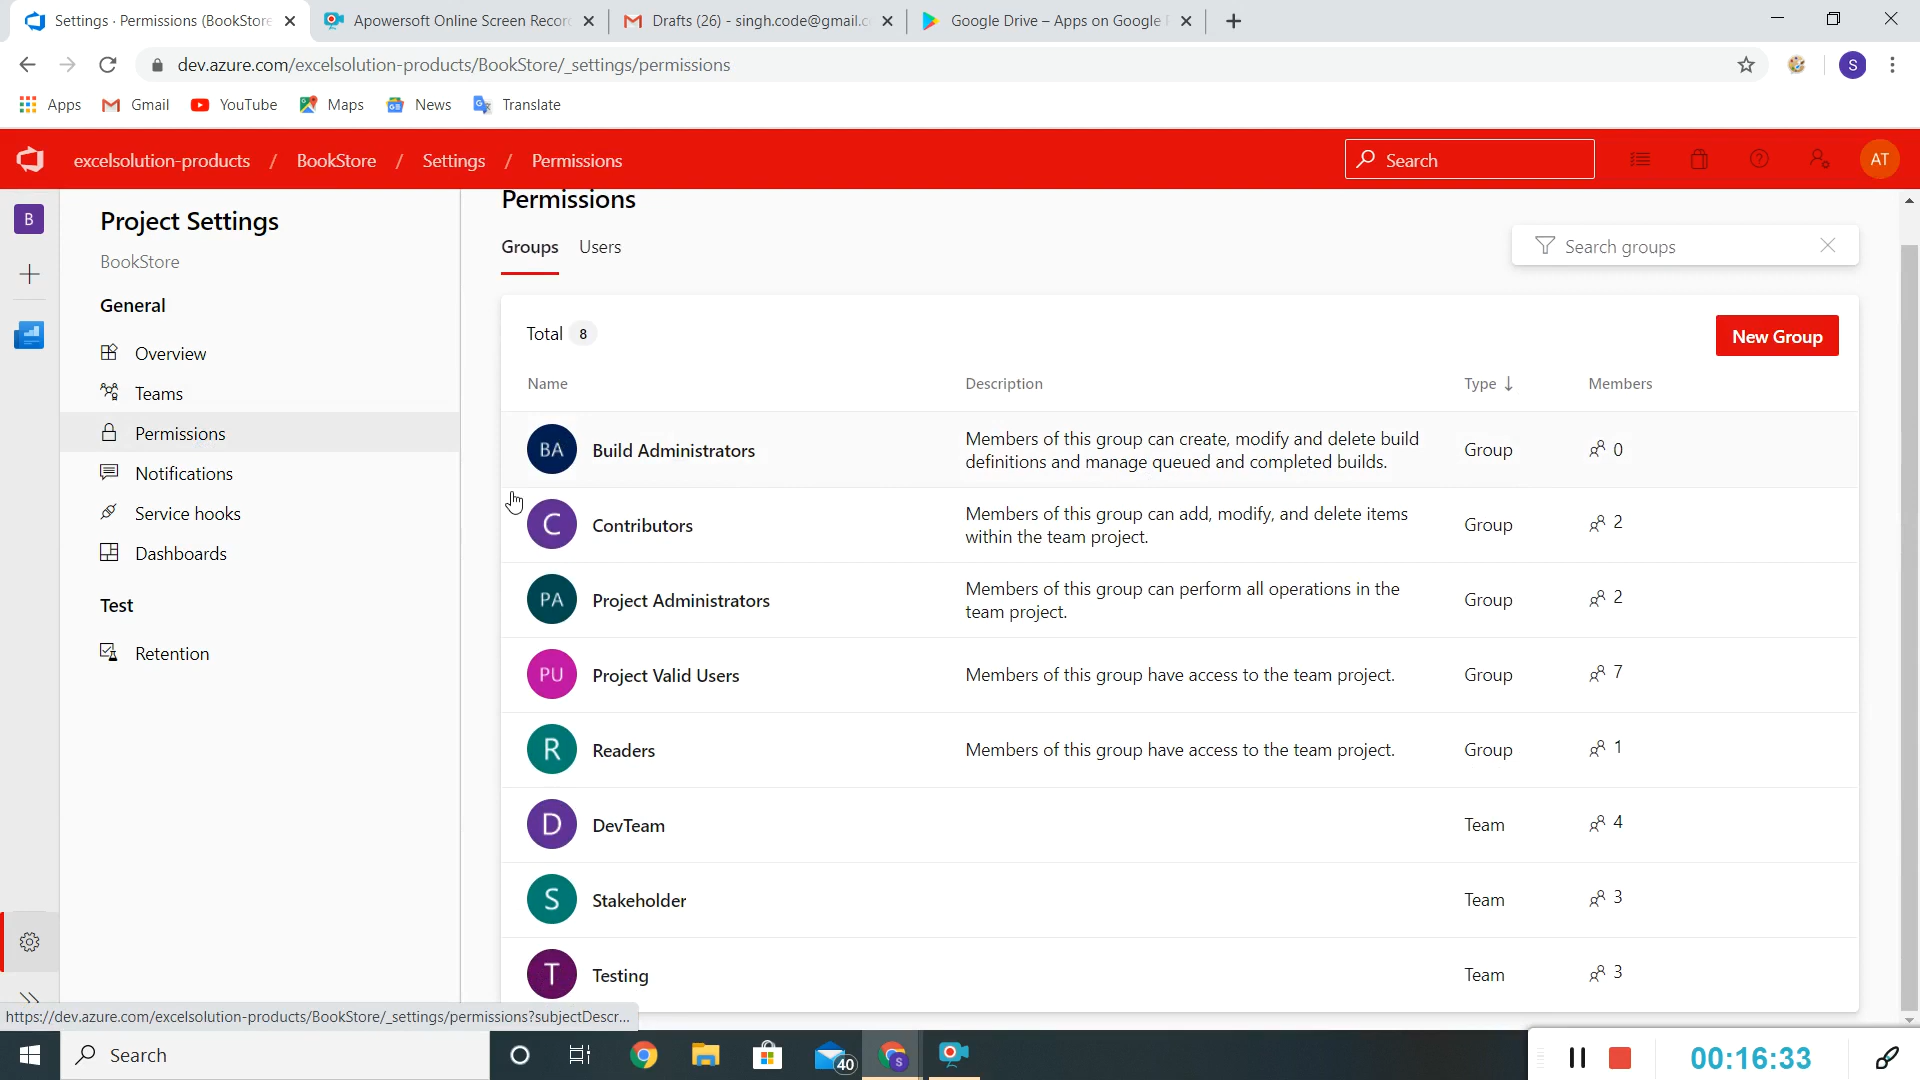 Settings · Permissions (BookStore
Apowersoft Online Screen Recor
Drafts (26) - singh.code@gmail.c
Google Drive – Apps on Google
dev.azure.com/excelsolution-products/BookStore/_settings/permissions
S
Apps
Gmail
YouTube
Maps
News
Translate
excelsolution-products / BookStore / Settings / Permissions
Search
AT
B
Project Settings
BookStore
General
Overview
Teams
Permissions
Notifications
Service hooks
Dashboards
Test
Retention
Permissions
Groups
Users
Search groups
Total 8
New Group
Name
Description
Type
Members
BA
Build Administrators
Members of this group can create, modify and delete build
definitions and manage queued and completed builds.
Group
0
C
Contributors
Members of this group can add, modify, and delete items
within the team project.
Group
2
PA
Project Administrators
Members of this group can perform all operations in the
team project.
Group
2
PU
Project Valid Users
Members of this group have access to the team project.
Group
7
R
Readers
Members of this group have access to the team project.
Group
1
D
DevTeam
Team
4
S
Stakeholder
Team
3
T
Testing
Team
3
https://dev.azure.com/excelsolution-products/BookStore/_settings/permissions?subjectDescr...
Search
40
S
00:16:33